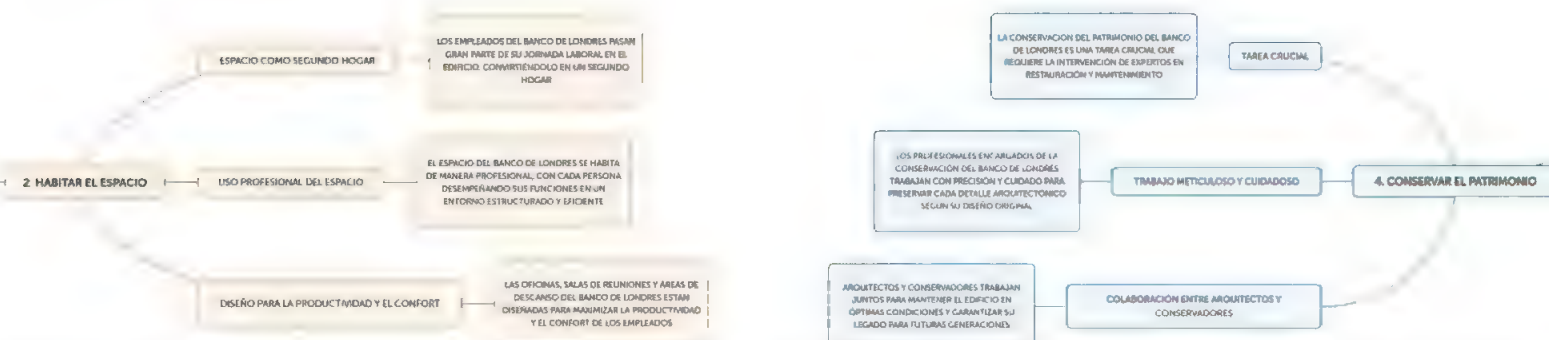 2. HABITAR EL ESPACIO
ESPACIO COMO SEGUNDO HOGAR
LOS EMPLEADOS DEL BANCO DE LONDRES PASAN
GRAN PARTE DE SU JORNADA LABORAL EN EL
EDIFICIO, CONVIRTIÉNDOLO EN UN SEGUNDO
HOGAR
USO PROFESIONAL DEL ESPACIO
EL ESPACIO DEL BANCO DE LONDRES SE HABITA
DE MANERA PROFESIONAL, CON CADA PERSONA
DESEMPEÑANDO SUS FUNCIONES EN UN
ENTORNO ESTRUCTURADO Y EFICIENTE
DISEÑO PARA LA PRODUCTIVIDAD Y EL CONFORT
LAS OFICINAS, SALAS DE REUNIONES Y ÁREAS DE
DESCANSO DEL BANCO DE LONDRES ESTÁN
DISEÑADAS PARA MAXIMIZAR LA PRODUCTIVIDAD
Y EL CONFORT DE LOS EMPLEADOS
4. CONSERVAR EL PATRIMONIO
TAREA CRUCIAL
LA CONSERVACIÓN DEL PATRIMONIO DEL BANCO
DE LONDRES ES UNA TAREA CRUCIAL QUE
REQUIERE LA INTERVENCIÓN DE EXPERTOS EN
RESTAURACIÓN Y MANTENIMIENTO
TRABAJO METICULOSO Y CUIDADOSO
LOS PROFESIONALES ENCARGADOS DE LA
CONSERVACIÓN DEL BANCO DE LONDRES
TRABAJAN CON PRECISIÓN Y CUIDADO PARA
PRESERVAR CADA DETALLE ARQUITECTÓNICO
SEGÚN SU DISEÑO ORIGINAL
COLABORACIÓN ENTRE ARQUITECTOS Y
CONSERVADORES
ARQUITECTOS Y CONSERVADORES TRABAJAN
JUNTOS PARA MANTENER EL EDIFICIO EN
ÓPTIMAS CONDICIONES Y GARANTIZAR SU
LEGADO PARA FUTURAS GENERACIONES